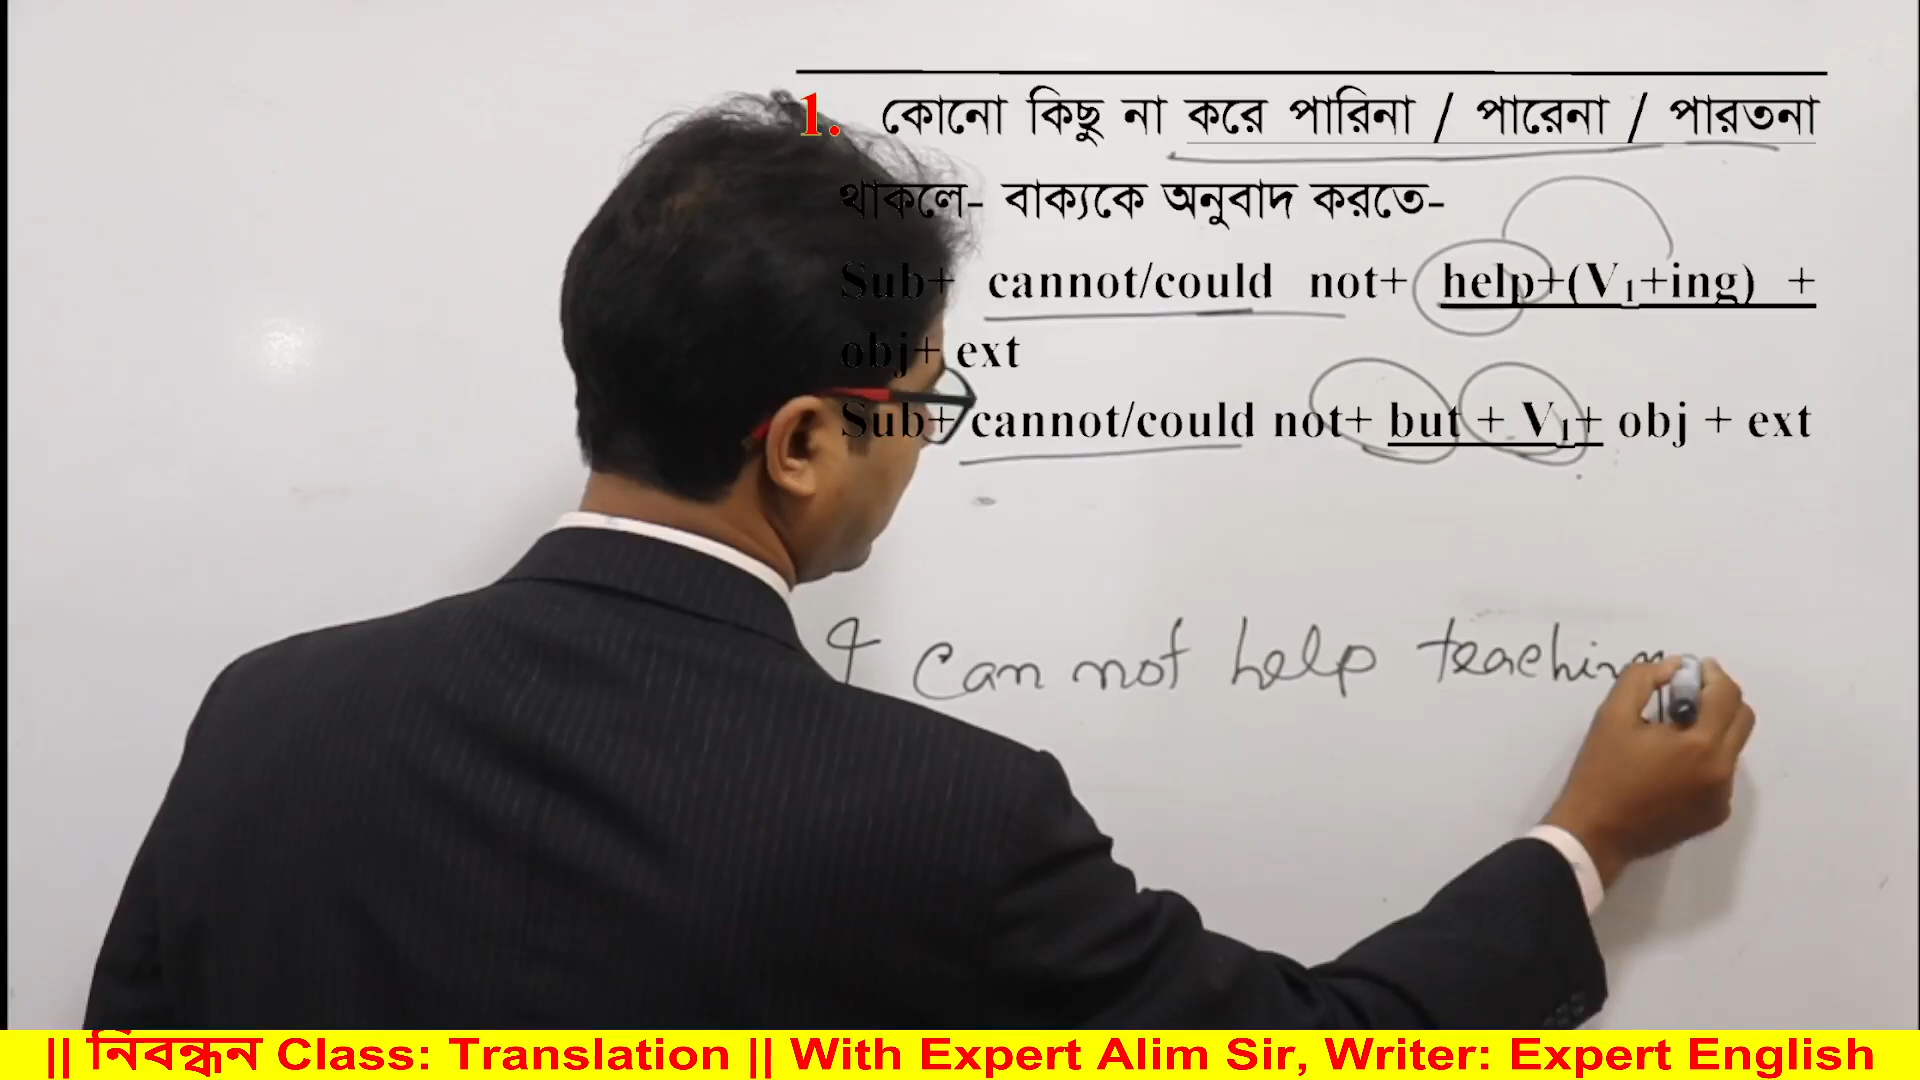 1. কোনো কিছু না করে পারিনা / পারেনা / পারতনা
থাকলে- বাক্যকে অনুবাদ করতে-
Sub+ cannot/could not+ help+(V₁+ing) +
obj+ ext
Sub+ cannot/could not+ but + V₁+ obj + ext
I can not help teaching
|| নিবন্ধন Class: Translation || With Expert Alim Sir, Writer: Expert English